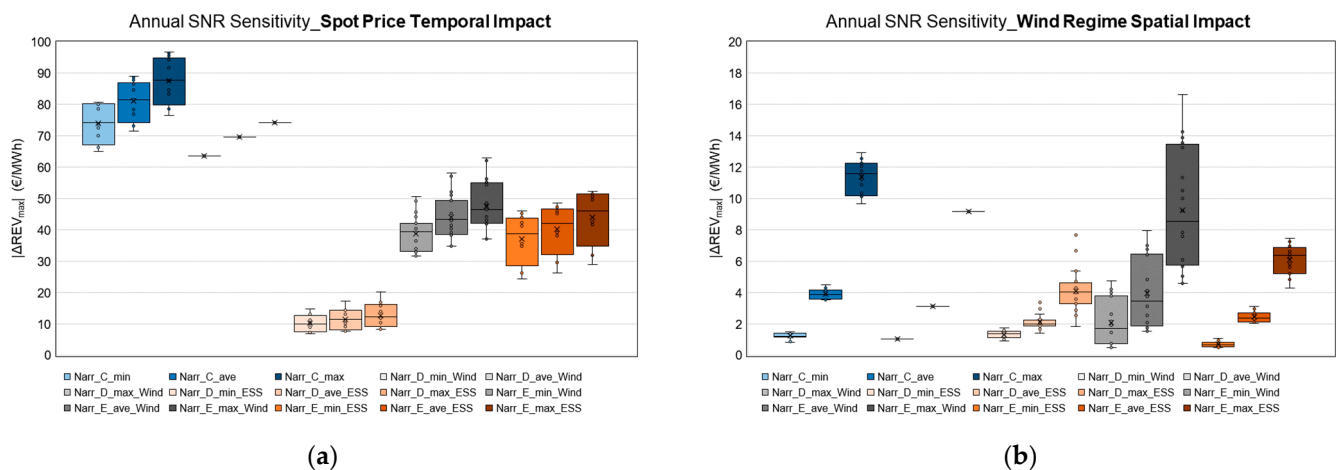 Annual SNR Sensitivity_Spot Price Temporal Impact
100
90
80
70
60
50
40
30
20
10
0
|ΔREVmax| (€/MWh)
Narr_C_min Narr_C_ave Narr_C_max Narr_D_min_Wind Narr_D_ave_Wind
Narr_D_max_Wind Narr_D_min_ESS Narr_D_ave_ESS Narr_D_max_ESS Narr_E_min_Wind
Narr_E_ave_Wind Narr_E_max_Wind Narr_E_min_ESS Narr_E_ave_ESS Narr_E_max_ESS
(a)
Annual SNR Sensitivity_Wind Regime Spatial Impact
20
18
16
14
12
10
8
6
4
2
0
|ΔREVmax| (€/MWh)
Narr_C_min Narr_C_ave Narr_C_max Narr_D_min_Wind Narr_D_ave_Wind
Narr_D_max_Wind Narr_D_min_ESS Narr_D_ave_ESS Narr_D_max_ESS Narr_E_min_Wind
Narr_E_ave_Wind Narr_E_max_Wind Narr_E_min_ESS Narr_E_ave_ESS Narr_E_max_ESS
(b)